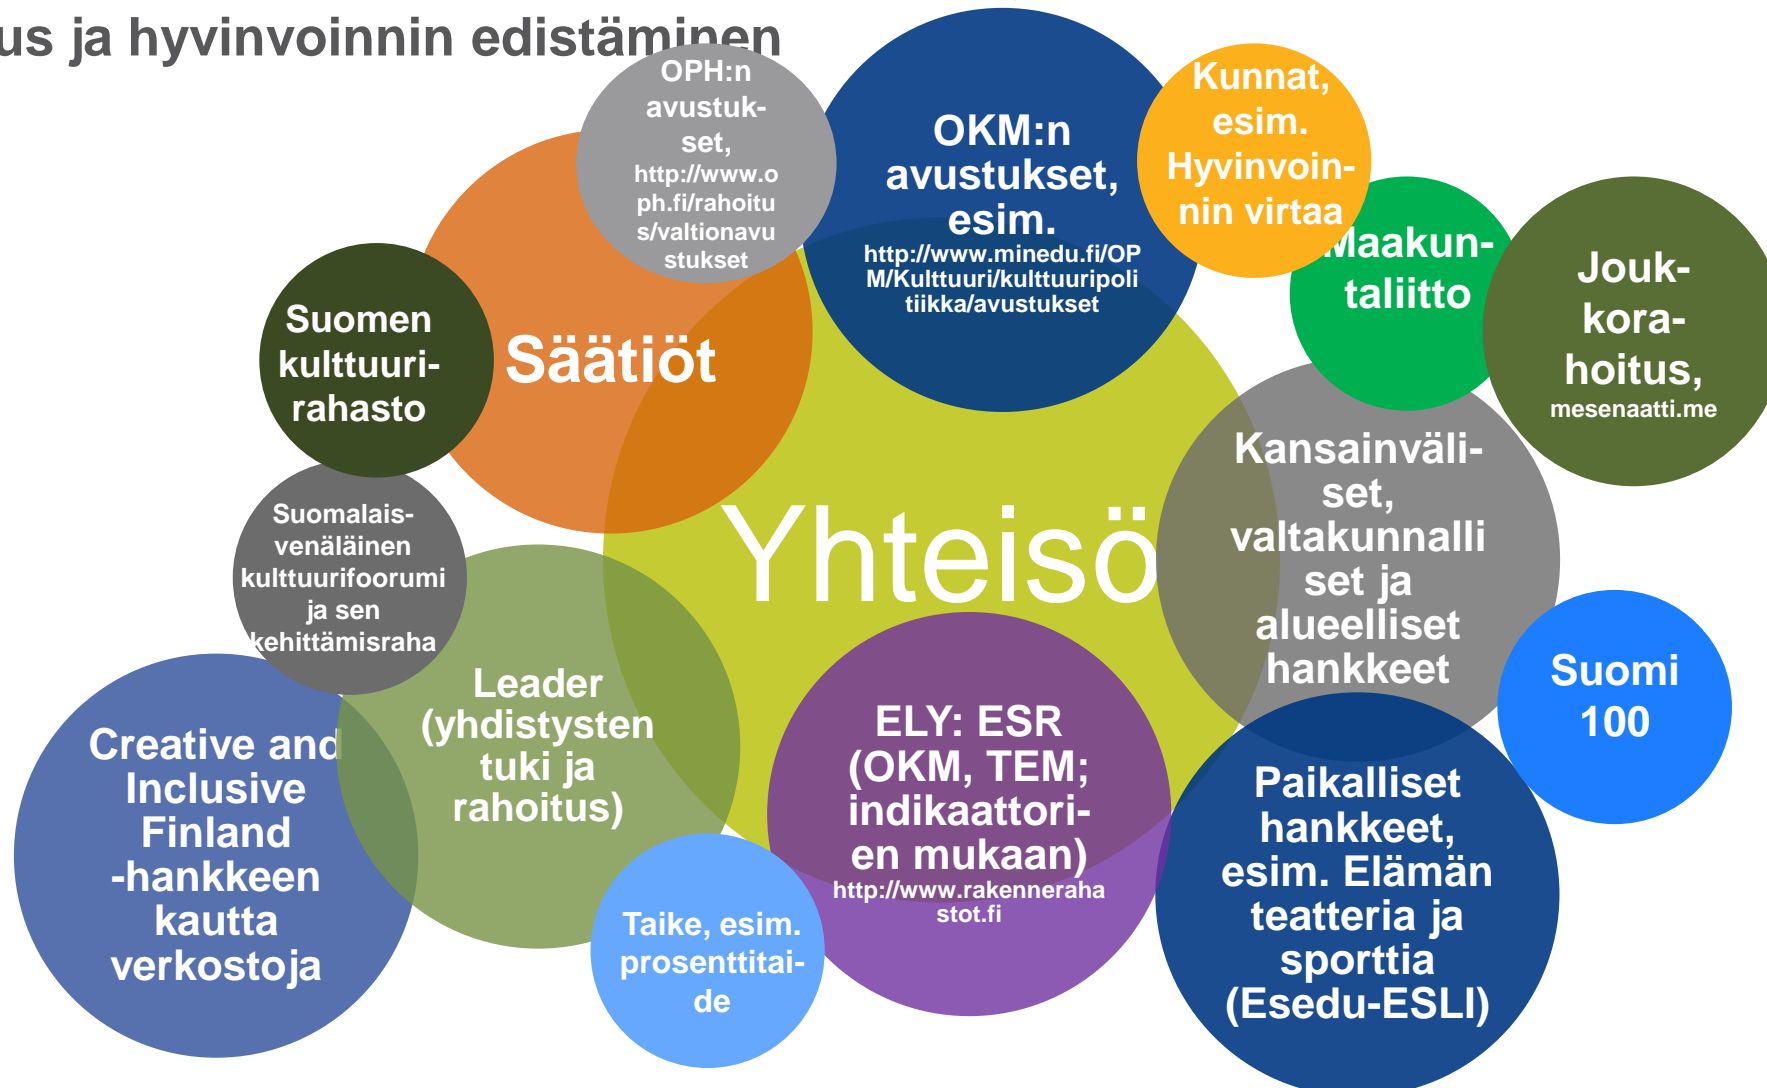 us ja hyvinvoinnin edistäminen
OPH:n
avustuk-
set,
http://www.o
ph.fi/rahoitu
s/valtionavu
stukset
OKM:n
avustukset,
esim.
http://www.minedu.fi/OP
M/Kulttuuri/kulttuuripoli
tiikka/avustukset
Kunnat,
esim.
Hyvinvoin-
nin virtaa
Maakun-
taliitto
Jouk-
kora-
hoitus,
mesenaatti.me
Suomen
kulttuuri-
rahasto
Säätiöt
Yhteisö
Kansainväli-
set,
valtakunnalli
set ja
alueelliset
hankkeet
Suomalais-
venäläinen
kulttuurifoorumi
ja sen
kehittämisraha
Suomi
100
Creative and
Inclusive
Finland
-hankkeen
kautta
verkostoja
Leader
(yhdistysten
tuki ja
rahoitus)
ELY: ESR
(OKM, TEM;
indikaattori-
en mukaan)
http://www.rakenneraha
stot.fi
Paikalliset
hankkeet,
esim. Elämän
teatteria ja
sporttia
(Esedu-ESLI)
Taike, esim.
prosenttitai-
de